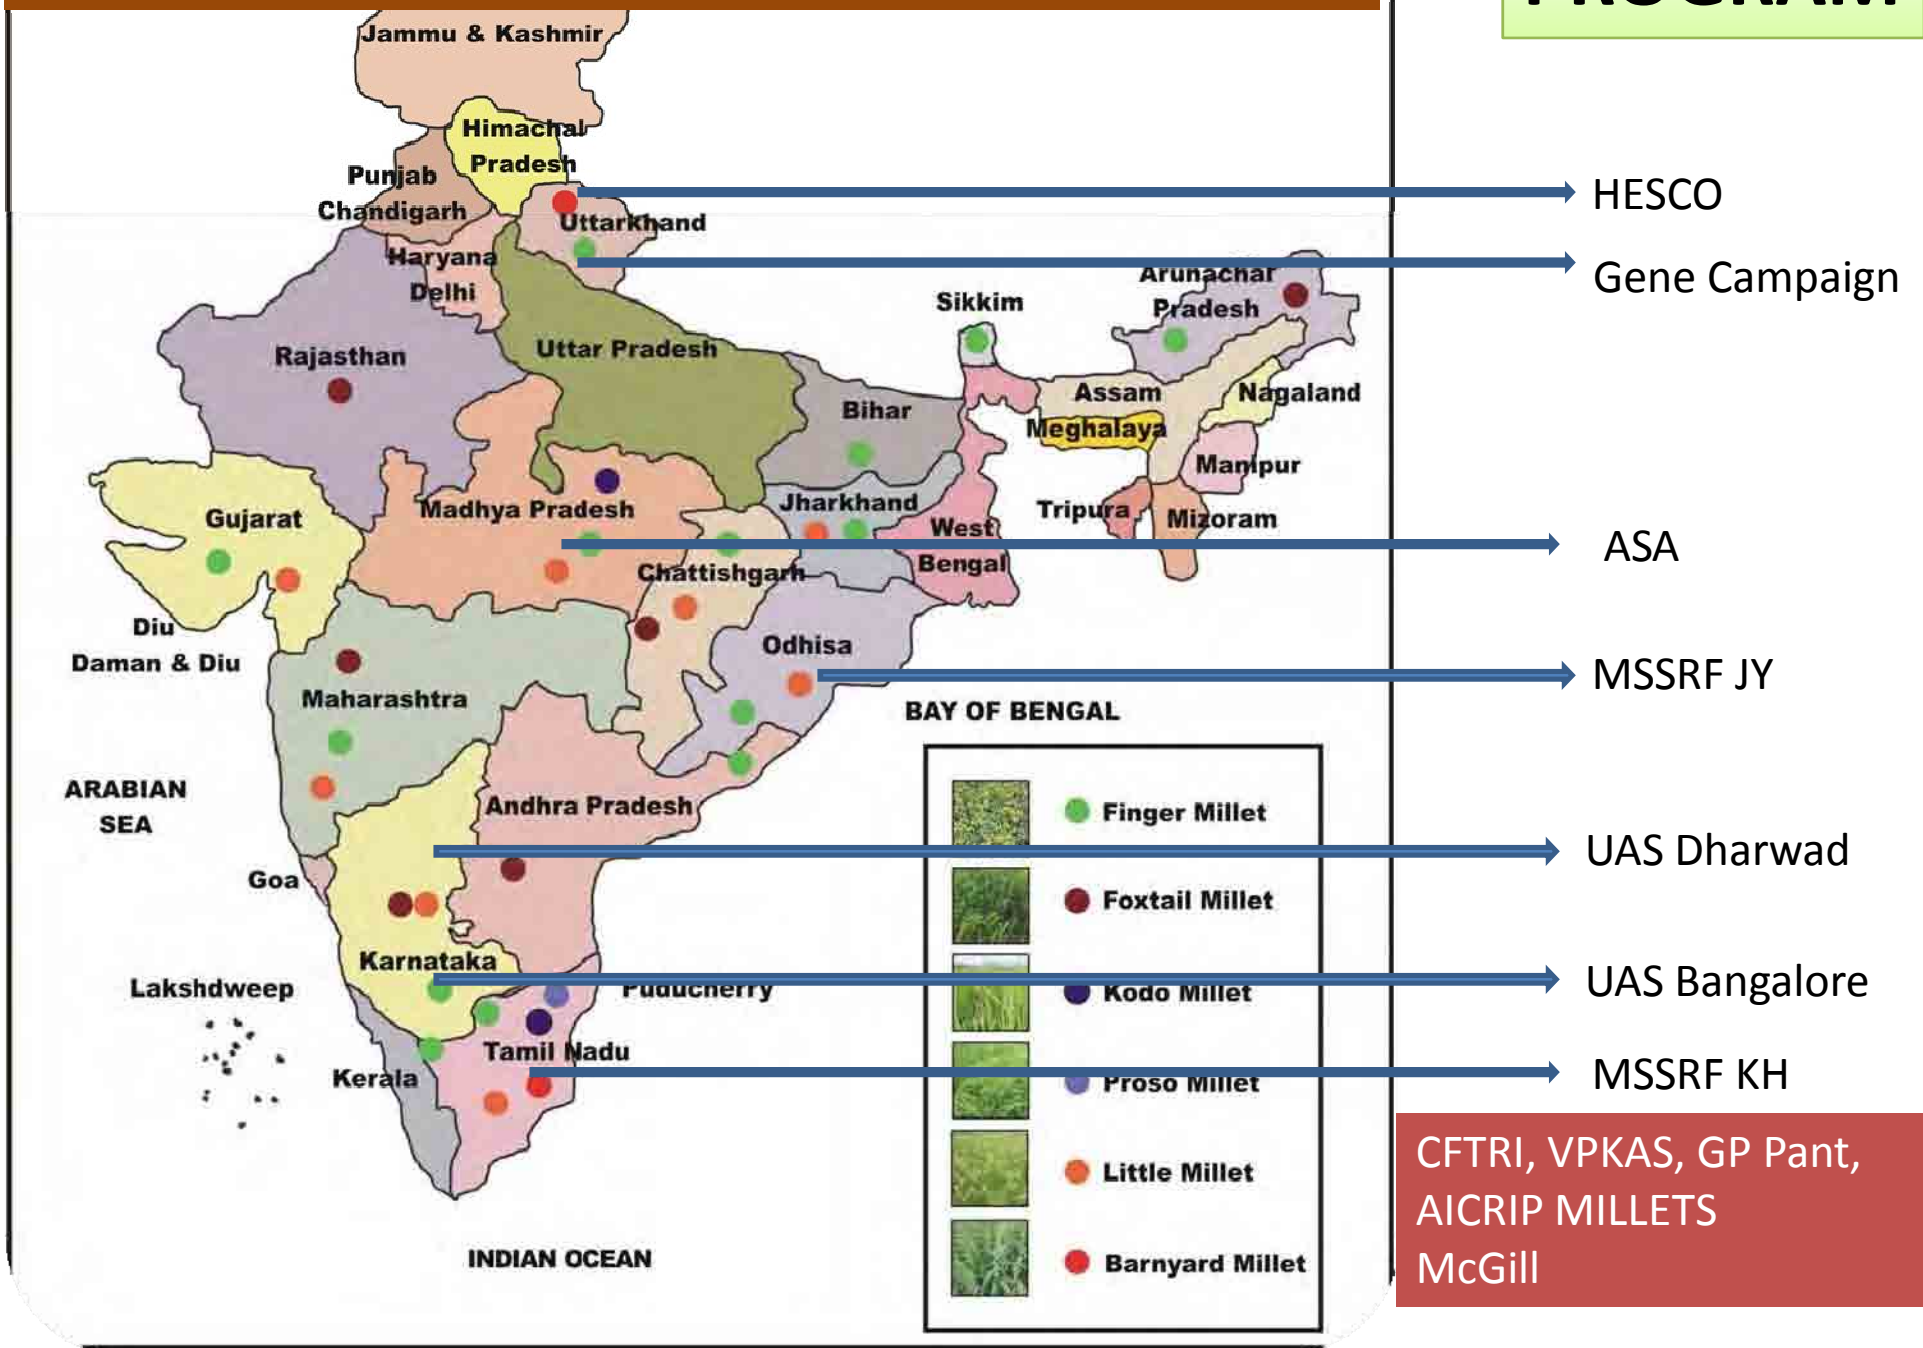 PROGRAM
Jammu & Kashmir
Himachal
Pradesh
Punjab
Chandigarh
Uttarkhand
Haryana
Delhi
Rajasthan
Uttar Pradesh
Sikkim
Arunachal
Pradesh
Assam
Nagaland
Meghalaya
Manipur
Bihar
Jharkhand
Tripura
Mizoram
West
Bengal
Gujarat
Madhya Pradesh
Chattishgarh
Diu
Daman & Diu
Odhisa
Maharashtra
BAY OF BENGAL
ARABIAN
SEA
Andhra Pradesh
Goa
Karnataka
Lakshdweep
Puducherry
Tamil Nadu
Kerala
INDIAN OCEAN
Finger Millet
Foxtail Millet
Kodo Millet
Proso Millet
Little Millet
Barnyard Millet
HESCO
Gene Campaign
ASA
MSSRF JY
UAS Dharwad
UAS Bangalore
MSSRF KH
CFTRI, VPKAS, GP Pant,
AICRIP MILLETS
McGill